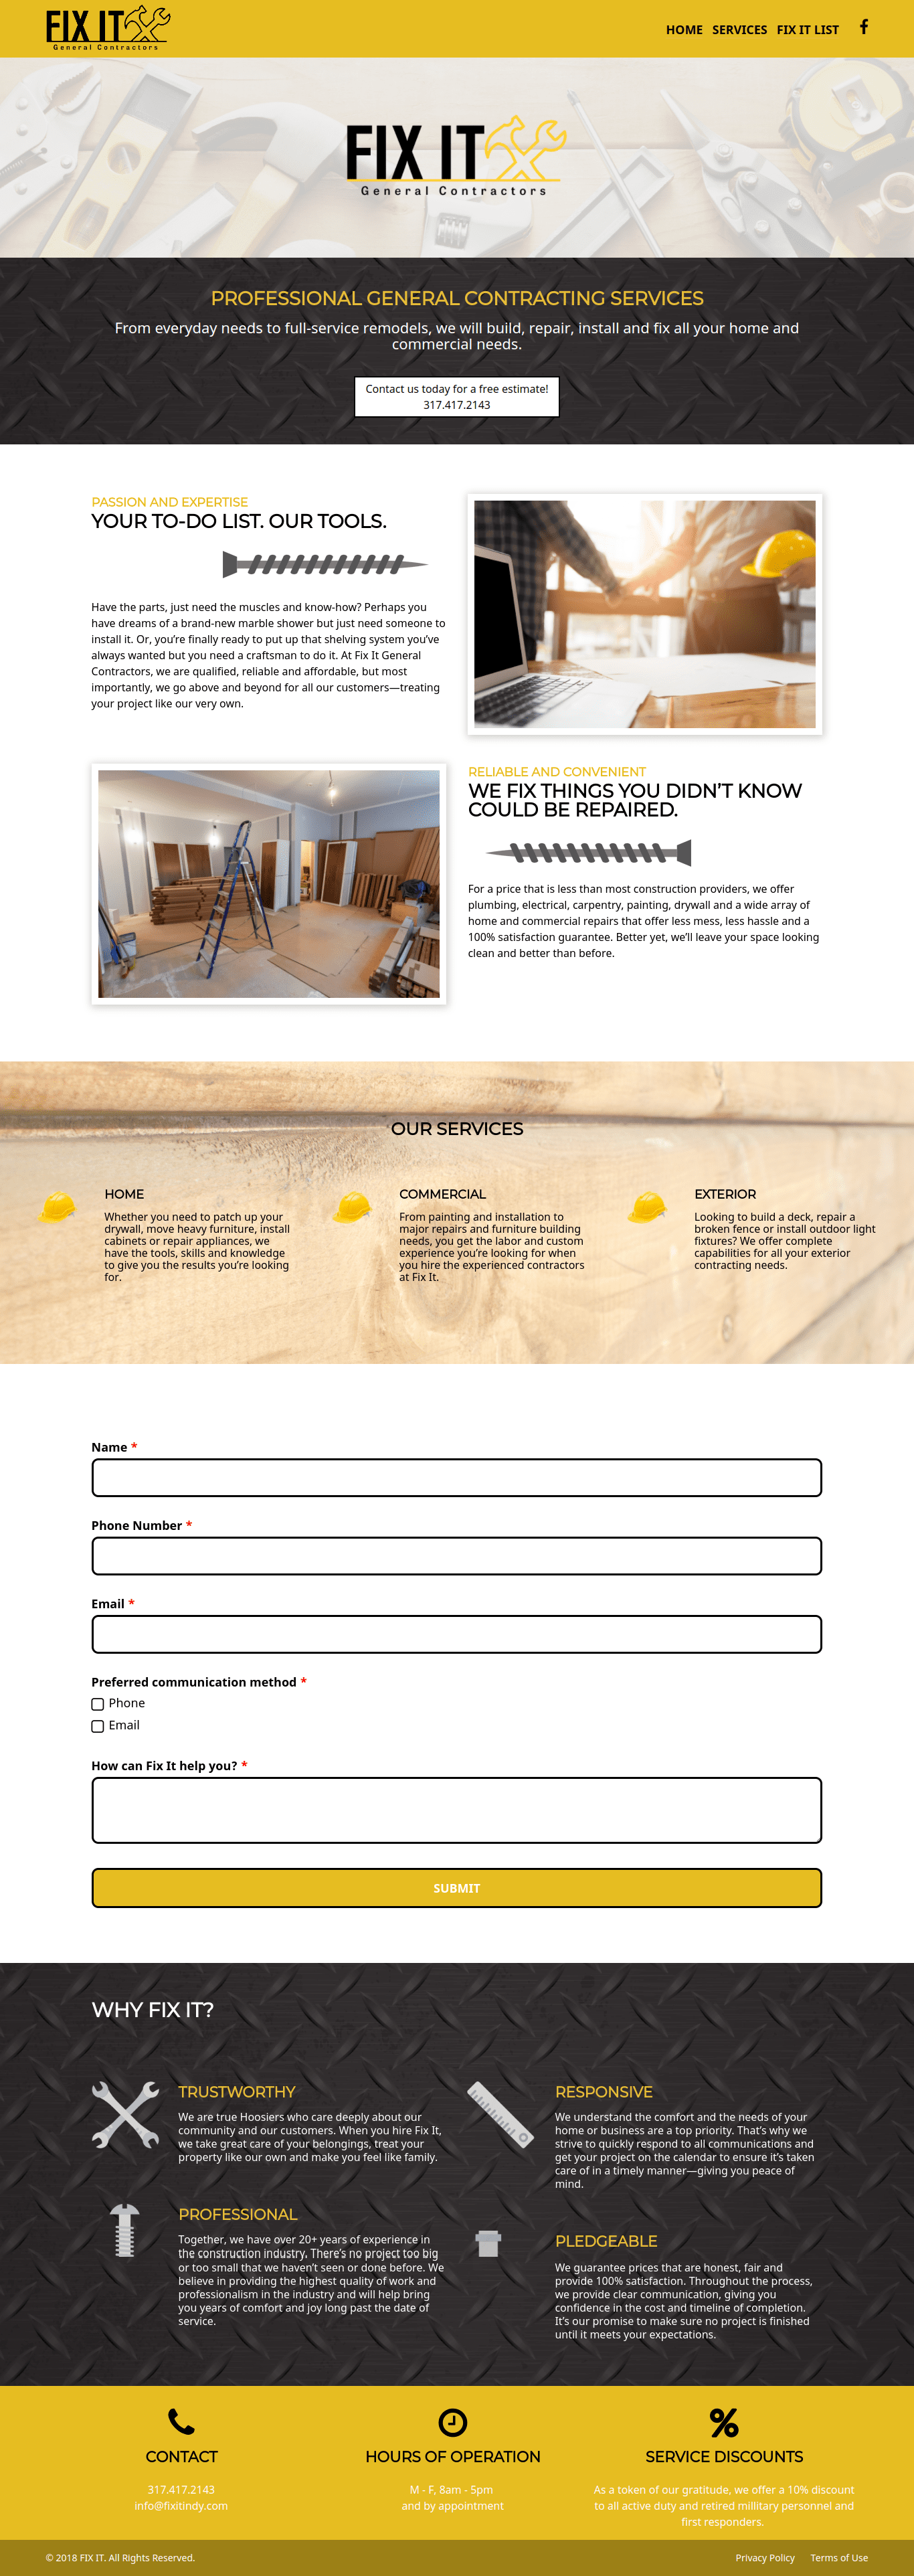 FIX IT
General Contractors
HOME SERVICES FIX IT LIST
FIX IT
General Contractors
PROFESSIONAL GENERAL CONTRACTING SERVICES
From everyday needs to full-service remodels, we will build, repair, install and fix all your home and
commercial needs.
Contact us today for a free estimate!
317.417.2143
PASSION AND EXPERTISE
YOUR TO-DO LIST. OUR TOOLS.
Have the parts, just need the muscles and know-how? Perhaps you
have dreams of a brand-new marble shower but just need someone to
install it. Or, you’re finally ready to put up that shelving system you’ve
always wanted but you need a craftsman to do it. At Fix It General
Contractors, we are qualified, reliable and affordable, but most
importantly, we go above and beyond for all our customers—treating
your project like our very own.
RELIABLE AND CONVENIENT
WE FIX THINGS YOU DIDN’T KNOW
COULD BE REPAIRED.
For a price that is less than most construction providers, we offer
plumbing, electrical, carpentry, painting, drywall and a wide array of
home and commercial repairs that offer less mess, less hassle and a
100% satisfaction guarantee. Better yet, we’ll leave your space looking
clean and better than before.
OUR SERVICES
HOME
Whether you need to patch up your
drywall, move heavy furniture, install
cabinets or repair appliances, we
have the tools, skills and knowledge
to give you the results you’re looking
for.
COMMERCIAL
From painting and installation to
major repairs and furniture building
needs, you get the labor and custom
experience you’re looking for when
you hire the experienced contractors
at Fix It.
EXTERIOR
Looking to build a deck, repair a
broken fence or install outdoor light
fixtures? We offer complete
capabilities for all your exterior
contracting needs.
Name *
Phone Number *
Email *
Preferred communication method *
Phone
Email
How can Fix It help you? *
SUBMIT
WHY FIX IT?
TRUSTWORTHY
We are true Hoosiers who care deeply about our
community and our customers. When you hire Fix It,
we take great care of your belongings, treat your
property like our own and make you feel like family.
RESPONSIVE
We understand the comfort and the needs of your
home or business are a top priority. That’s why we
strive to quickly respond to all communications and
get your project on the calendar to ensure it’s taken
care of in a timely manner—giving you peace of
mind.
PROFESSIONAL
Together, we have over 20+ years of experience in
the construction industry. There’s no project too big
or too small that we haven’t seen or done before. We
believe in providing the highest quality of work and
professionalism in the industry and will help bring
you years of comfort and joy long past the date of
service.
PLEDGEABLE
We guarantee prices that are honest, fair and
provide 100% satisfaction. Throughout the process,
we provide clear communication, giving you
confidence in the cost and timeline of completion.
It’s our promise to make sure no project is finished
until it meets your expectations.
CONTACT
317.417.2143
info@fixitindy.com
HOURS OF OPERATION
M - F, 8am - 5pm
and by appointment
SERVICE DISCOUNTS
As a token of our gratitude, we offer a 10% discount
to all active duty and retired millitary personnel and
first responders.
© 2018 FIX IT. All Rights Reserved.
Privacy Policy Terms of Use